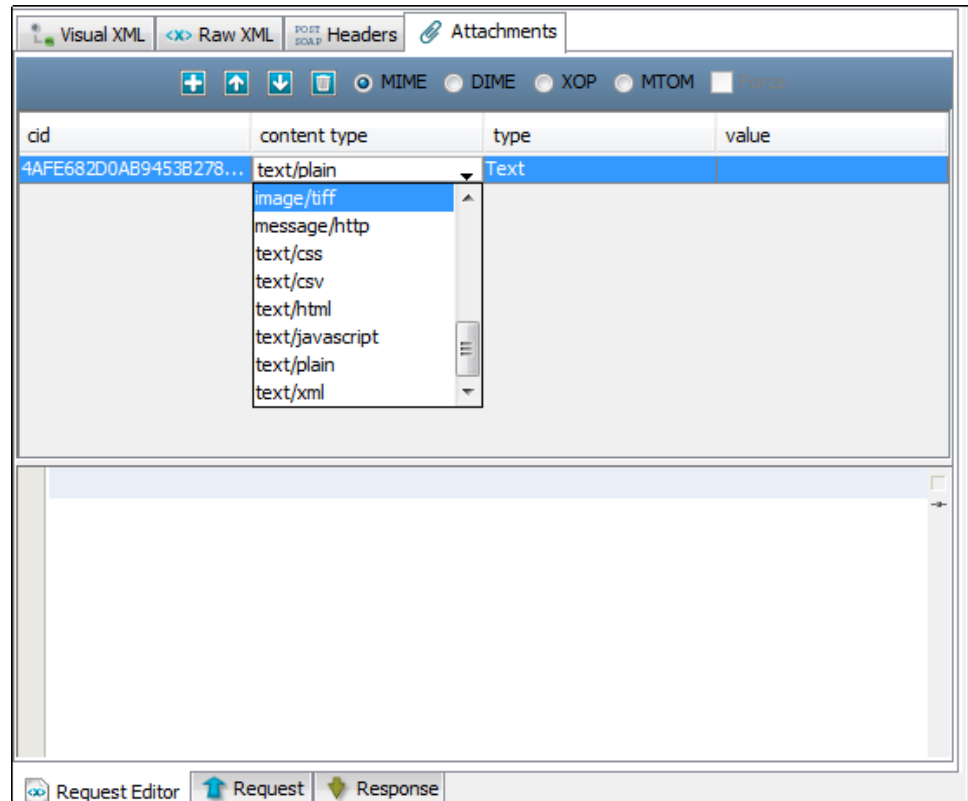 Visual XML <x> Raw XML POST SOAP Headers Attachments
MIME DIME XOP MTOM Force
cid content type type value
4AFE682D0AB9453B278... text/plain Text
image/tiff
message/http
text/css
text/csv
text/html
text/javascript
text/plain
text/xml
Request Editor Request Response